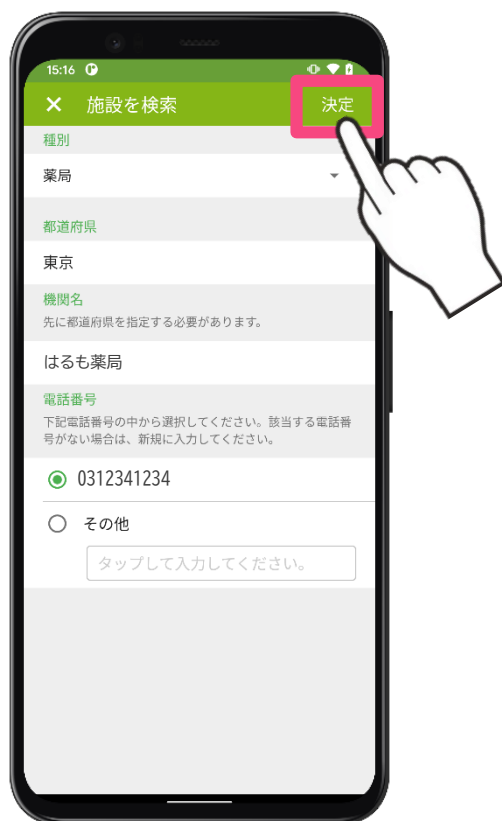 15:16
施設を検索
決定
種別
薬局
都道府県
東京
機関名
先に都道府県を指定する必要があります。
はるも薬局
電話番号
下記電話番号の中から選択してください。該当する電話番
号がない場合は、新規に入力してください。
0312341234
その他
タップして入力してください。